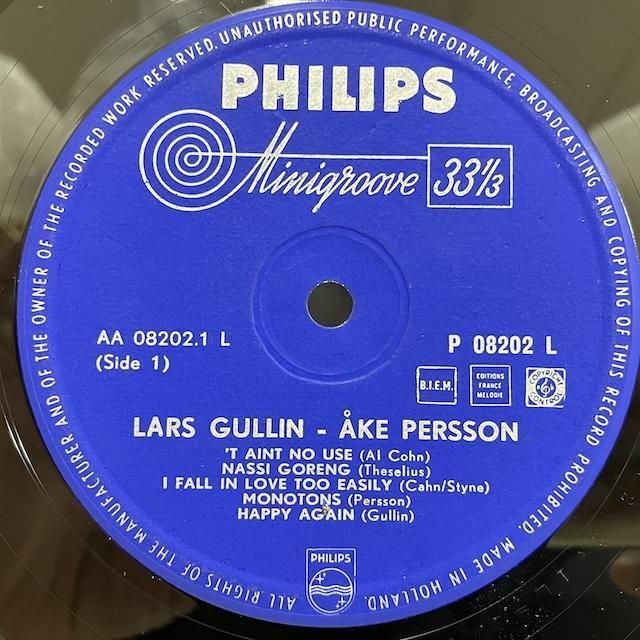 ALL RIGHTS OF THE MANUFACTURER AND OF THE OWNER OF THE RECORDED WORK RESERVED. UNAUTHORISED PUBLIC PERFORMANCE, BROADCASTING AND COPYING OF THIS RECORD PROHIBITED. MADE IN HOLLAND.
PHILIPS
Minigroove 33⅓
AA 08202.1 L
(Side 1)
P 08202 L
B.I.E.M.
EDITIONS
FRANCE
MELODIE
COPYRIGHT
CONTROL
LARS GULLIN - ÅKE PERSSON
'T AINT NO USE (Al Cohn)
NASSI GORENG (Theselius)
I FALL IN LOVE TOO EASILY (Cahn/Styne)
MONOTONS (Persson)
HAPPY AGAIN (Gullin)
PHILIPS